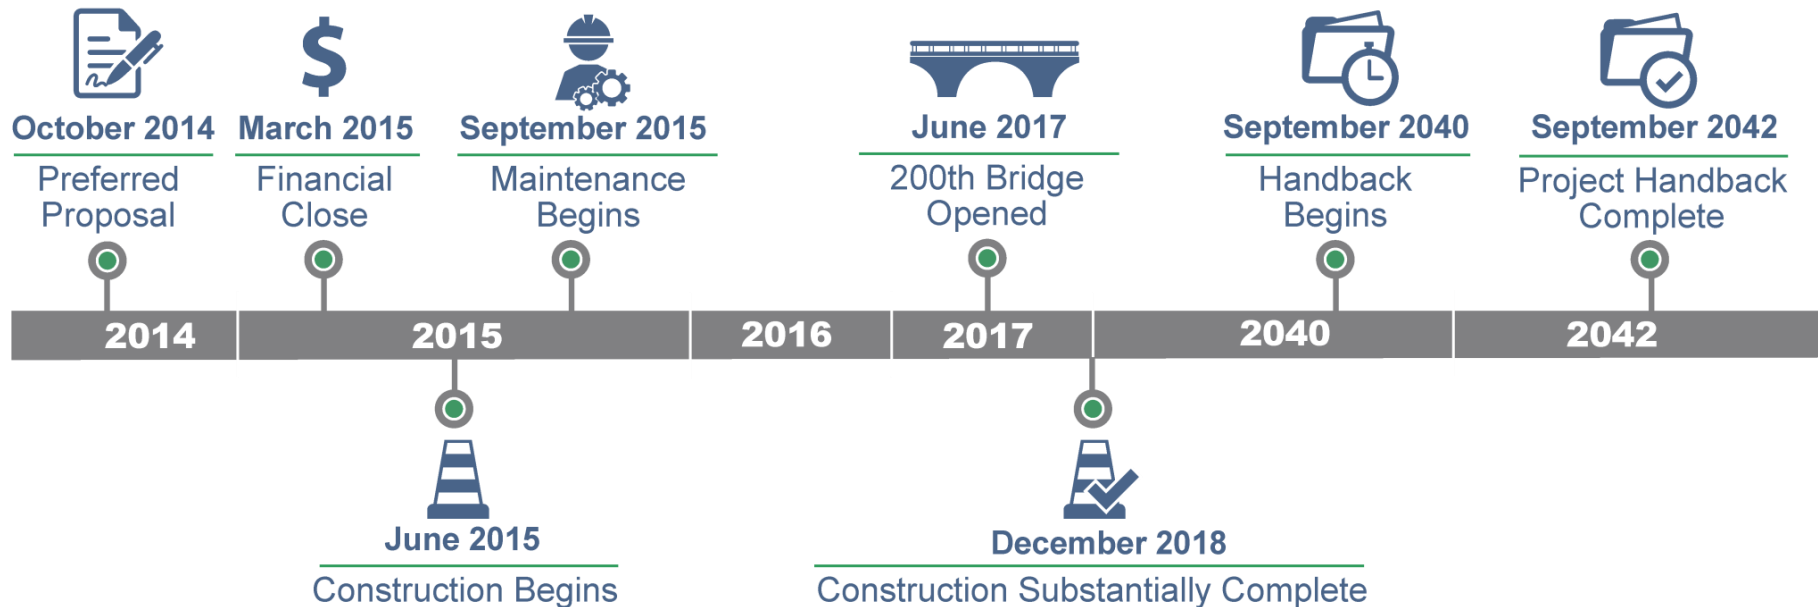 October 2014
Preferred
Proposal
March 2015
Financial
Close
September 2015
Maintenance
Begins
June 2017
200th Bridge
Opened
September 2040
Handback
Begins
September 2042
Project Handback
Complete
2014
2015
2016
2017
2040
2042
June 2015
Construction Begins
December 2018
Construction Substantially Complete